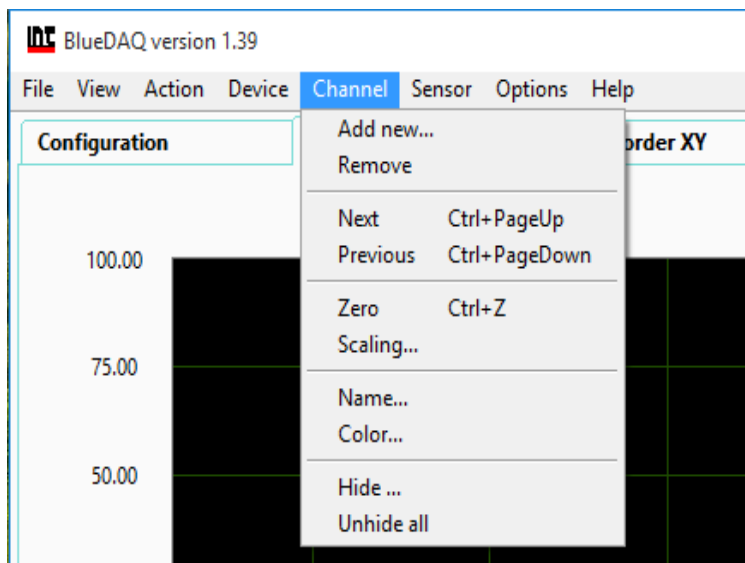 BlueDAQ version 1.39
File View Action Device Channel Sensor Options Help
Configuration order XY
Add new...
Remove
Next Ctrl+PageUp
Previous Ctrl+PageDown
100.00
Zero Ctrl+Z
Scaling...
75.00
Name...
Color...
50.00
Hide ...
Unhide all